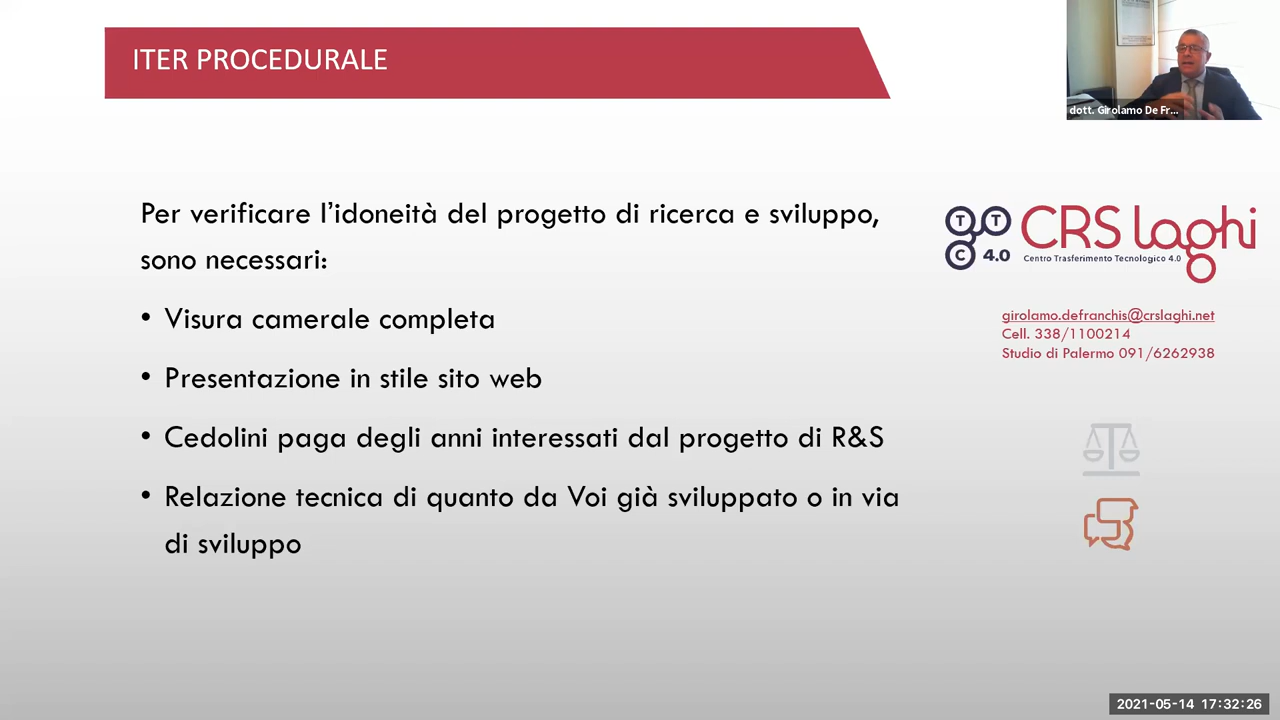 ITER PROCEDURALE
dott. Girolamo De Fr...
Per verificare l’idoneità del progetto di ricerca e sviluppo,
sono necessari:
• Visura camerale completa
• Presentazione in stile sito web
• Cedolini paga degli anni interessati dal progetto di R&S
• Relazione tecnica di quanto da Voi già sviluppato o in via
di sviluppo
T T
C 4.0
CRS laghi
Centro Trasferimento Tecnologico 4.0
girolamo.defranchis@crslaghi.net
Cell. 338/1100214
Studio di Palermo 091/6262938
2021-05-14 17:32:26